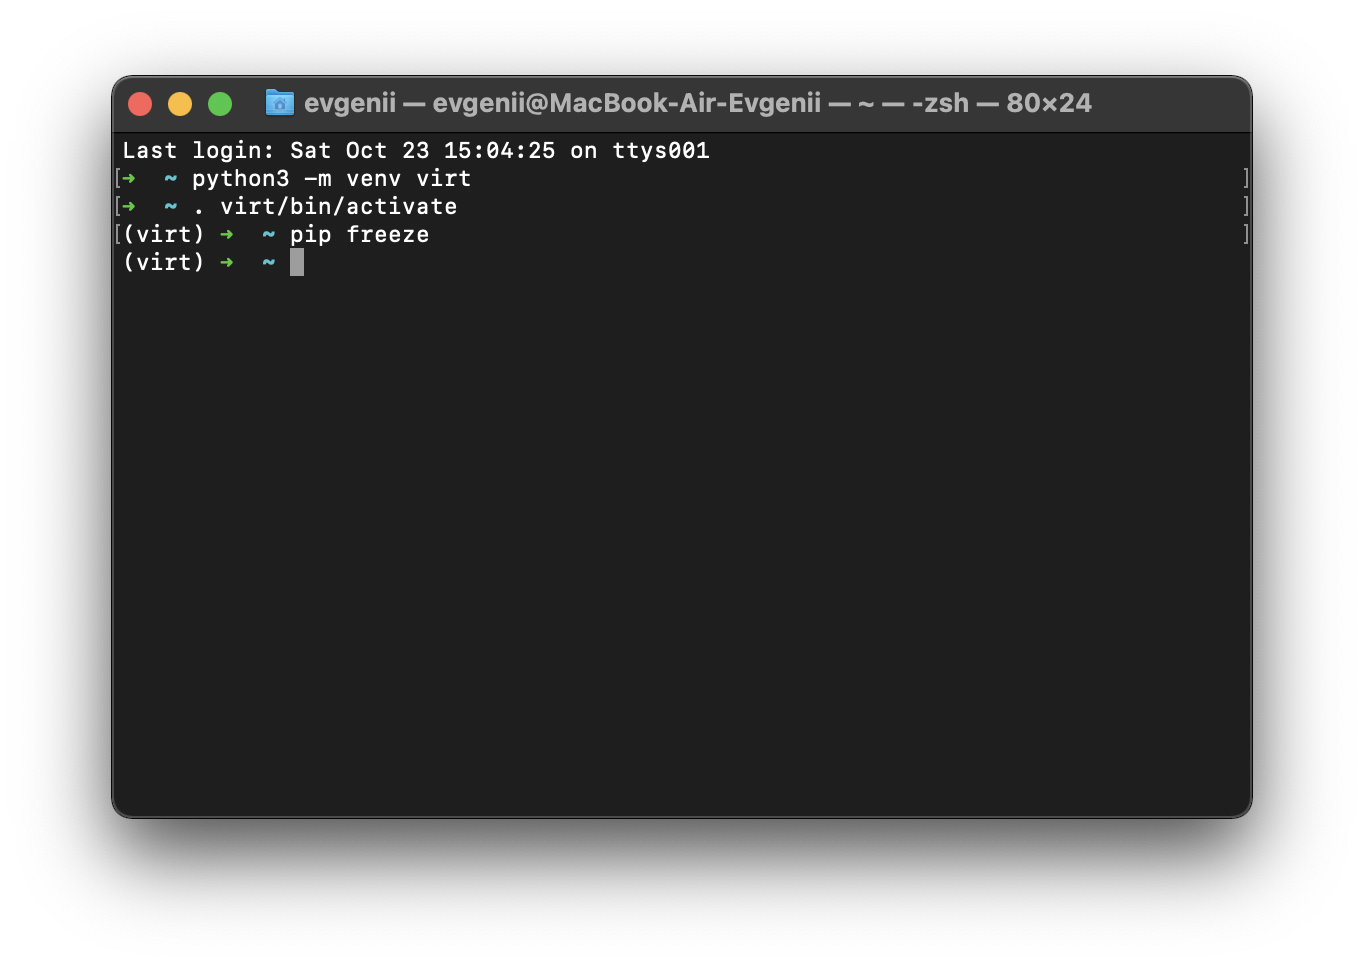 evgenii — evgenii@MacBook-Air-Evgenii — ~ — -zsh — 80×24
Last login: Sat Oct 23 15:04:25 on ttys001
[➜  ~ python3 -m venv virt ]
[➜  ~ . virt/bin/activate ]
[(virt) ➜  ~ pip freeze ]
(virt) ➜  ~